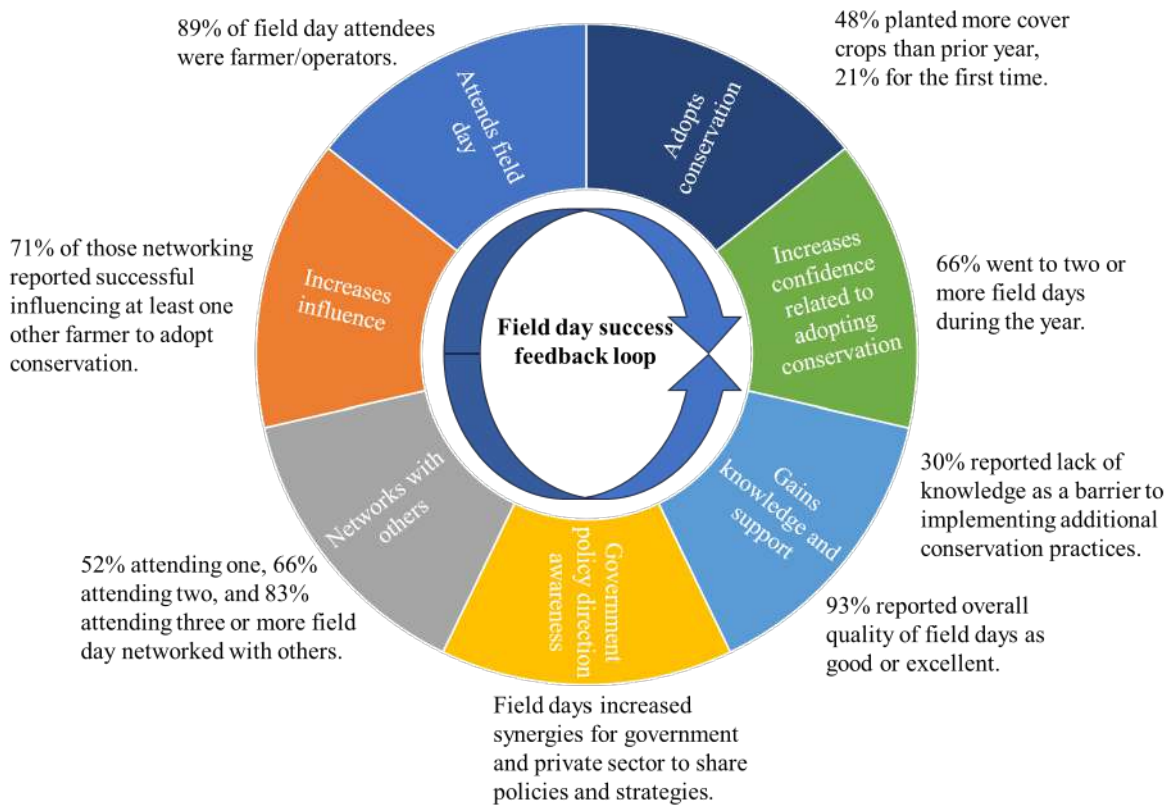 89% of field day attendees
were farmer/operators.
48% planted more cover
crops than prior year,
21% for the first time.
Attends field
day
Adopts
conservation
71% of those networking
reported successful
influencing at least one
other farmer to adopt
conservation.
Increases
influence
Field day success
feedback loop
Increases
confidence
related to
adopting
conservation
66% went to two or
more field days
during the year.
Networks with
others
Government
policy direction
awareness
Gains
knowledge and
support
30% reported lack of
knowledge as a barrier to
implementing additional
conservation practices.
52% attending one, 66%
attending two, and 83%
attending three or more field
day networked with others.
93% reported overall
quality of field days as
good or excellent.
Field days increased
synergies for government
and private sector to share
policies and strategies.